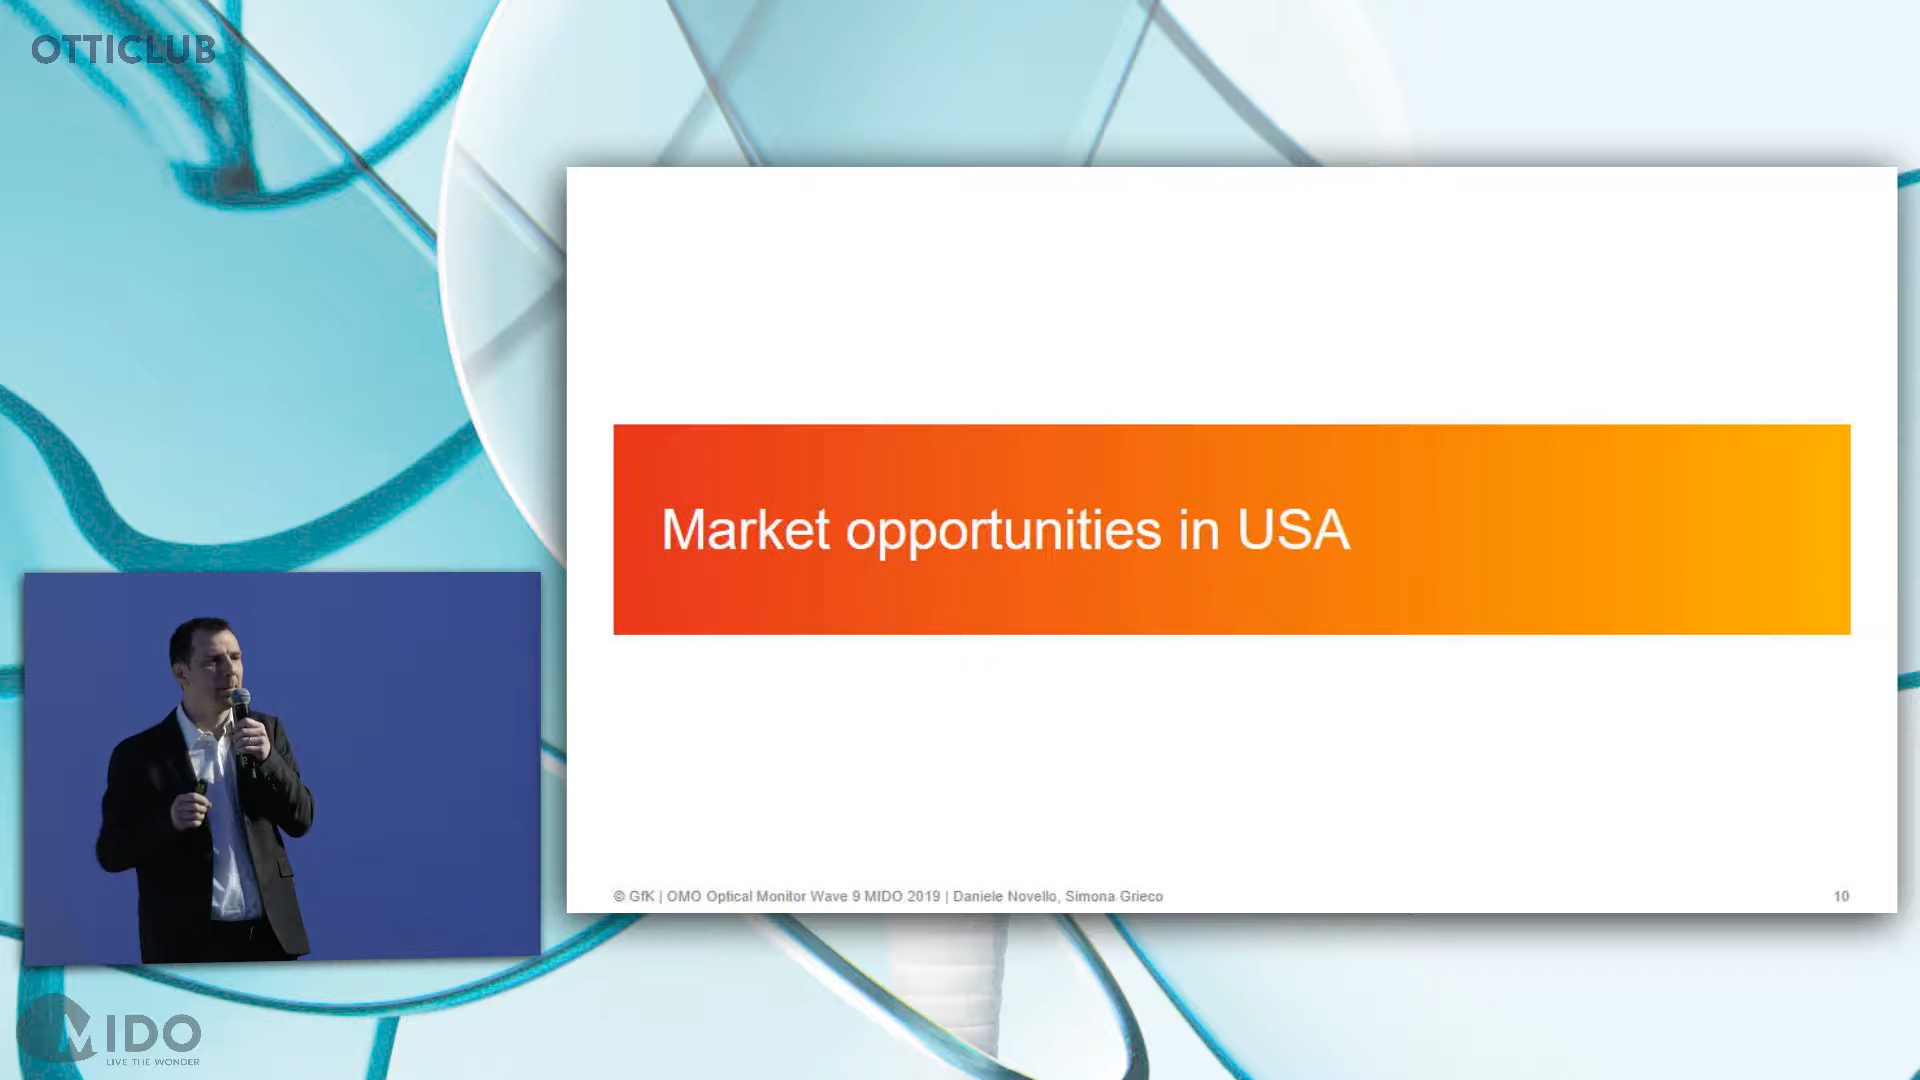 OTTICLUB
Market opportunities in USA
© GfK | OMO Optical Monitor Wave 9 MIDO 2019 | Daniele Novello, Simona Grieco
10
MIDO
LIVE THE WONDER